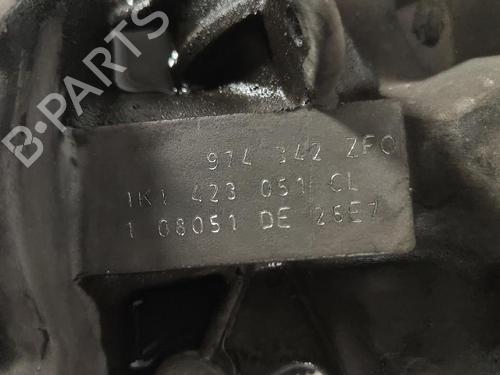 B-PARTS
974 342 ZFO
1K1 423 051 CL
1 08051 DE 26E7